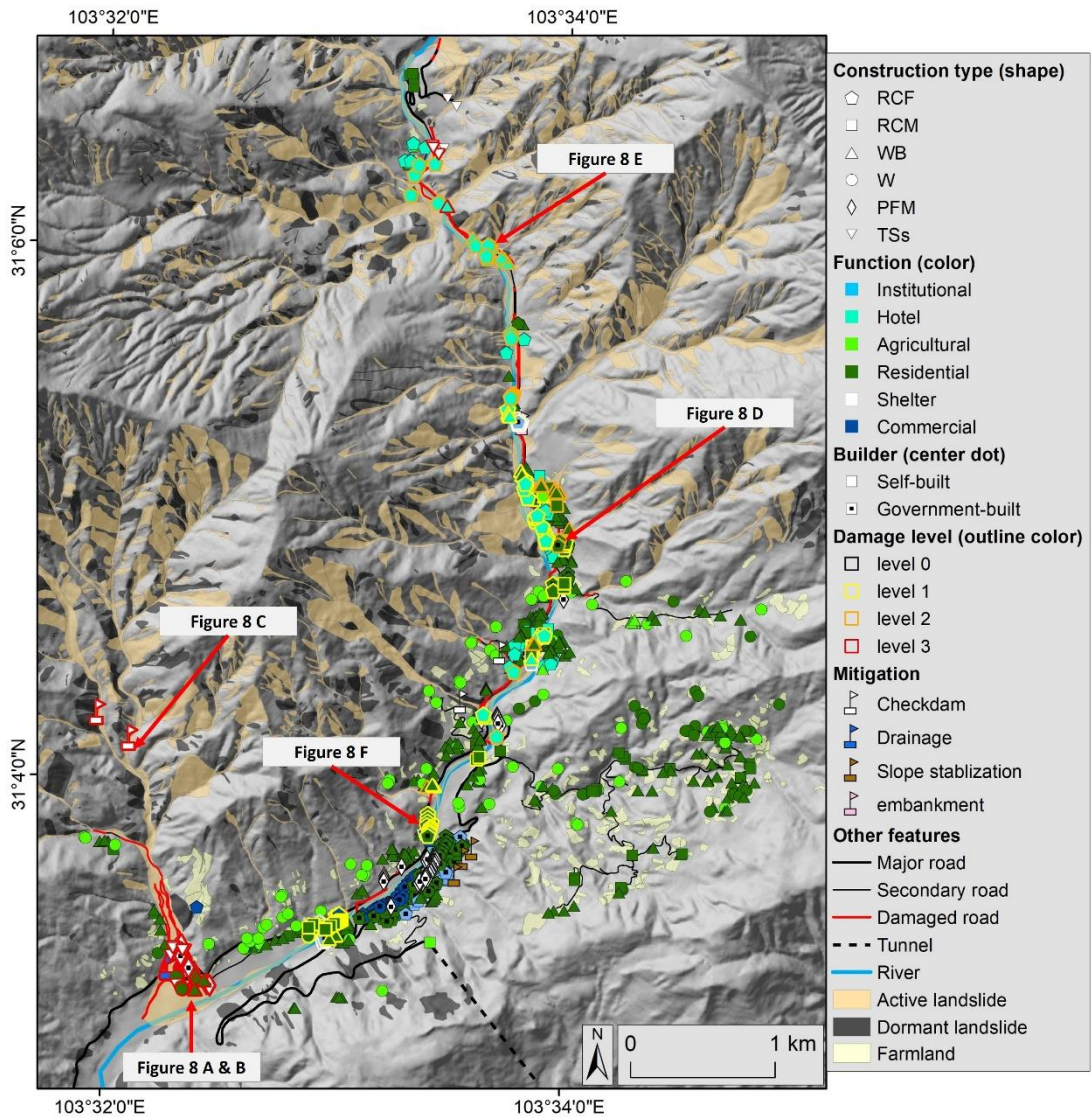 103°32'0"E
103°34'0"E
31°6'0"N
31°4'0"N
Figure 8 E
Figure 8 D
Figure 8 C
Figure 8 F
Figure 8 A & B
N
0
1 km
103°32'0"E
103°34'0"E
Construction type (shape)
RCF
RCM
WB
W
PFM
TSs
Function (color)
Institutional
Hotel
Agricultural
Residential
Shelter
Commercial
Builder (center dot)
Self-built
Government-built
Damage level (outline color)
level 0
level 1
level 2
level 3
Mitigation
Checkdam
Drainage
Slope stablization
embankment
Other features
Major road
Secondary road
Damaged road
Tunnel
River
Active landslide
Dormant landslide
Farmland